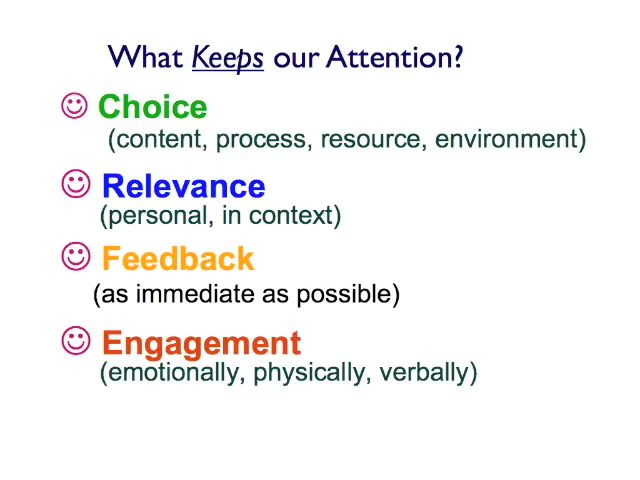 What Keeps our Attention?
Choice
(content, process, resource, environment)
Relevance
(personal, in context)
Feedback
(as immediate as possible)
Engagement
(emotionally, physically, verbally)